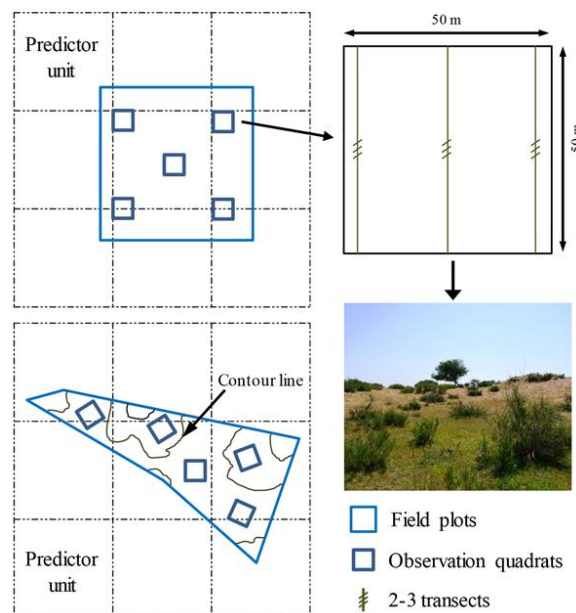 Predictor
unit
50 m
50 m
Contour line
Predictor
unit
Field plots
Observation quadrats
2-3 transects